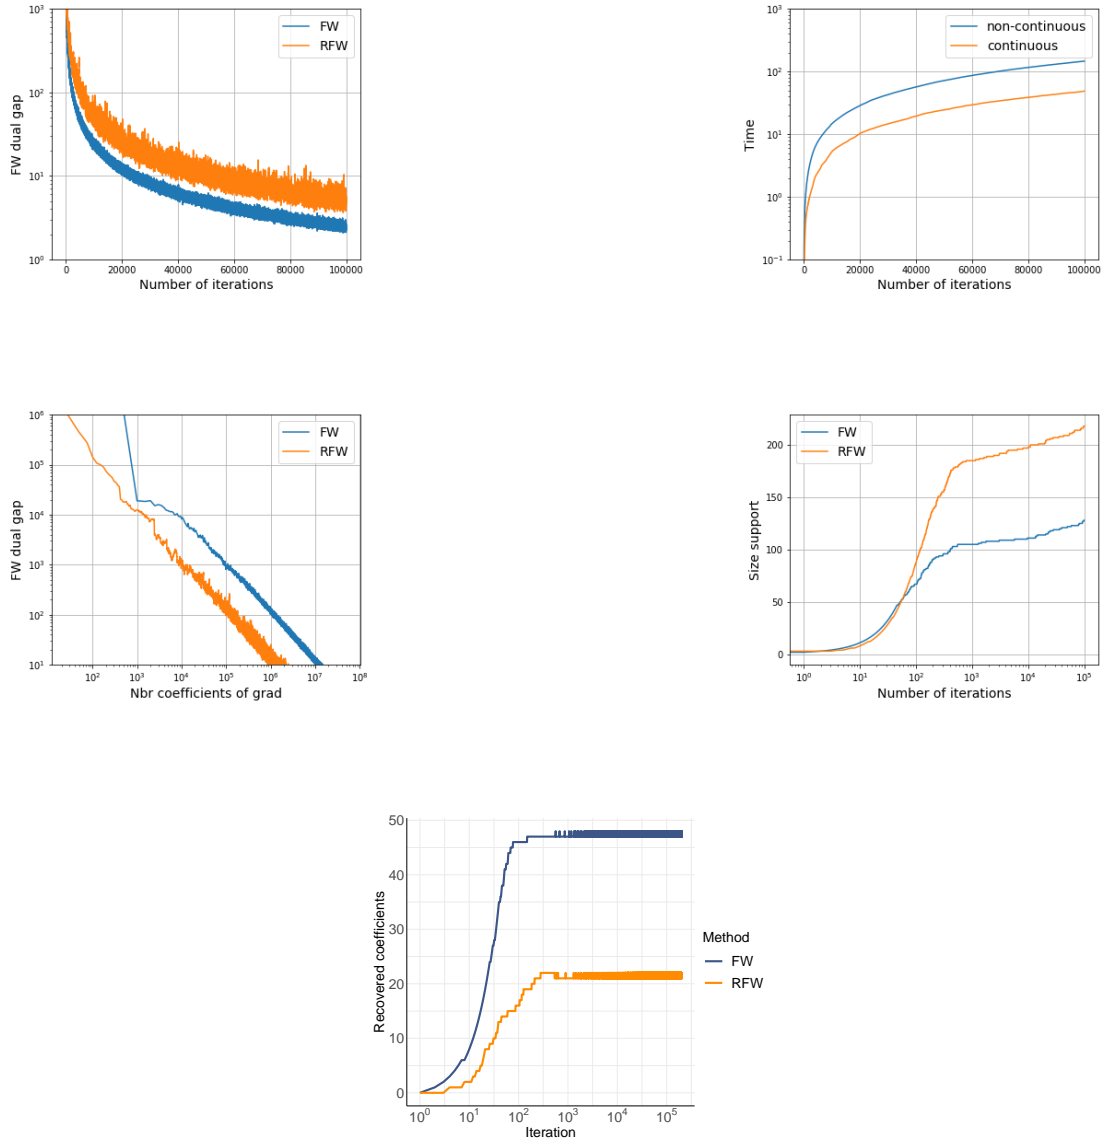 10^3
10^2
10^1
10^0
FW dual gap
FW
RFW
0 20000 40000 60000 80000 100000
Number of iterations
10^3
10^2
10^1
10^0
10^-1
Time
non-continuous
continuous
0 20000 40000 60000 80000 100000
Number of iterations
10^6
10^5
10^4
10^3
10^2
10^1
FW dual gap
FW
RFW
10^2 10^3 10^4 10^5 10^6 10^7 10^8
Nbr coefficients of grad
200
150
100
50
0
Size support
FW
RFW
10^0 10^1 10^2 10^3 10^4 10^5
Number of iterations
50
40
30
20
10
0
Recovered coefficients
Method
FW
RFW
10^0 10^1 10^2 10^3 10^4 10^5
Iteration